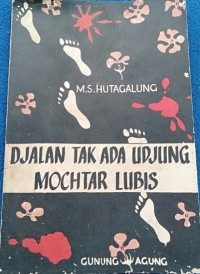 M.S. HUTAGALUNG
DJALAN TAK ADA UDJUNG
MOCHTAR LUBIS
GUNUNG AGUNG